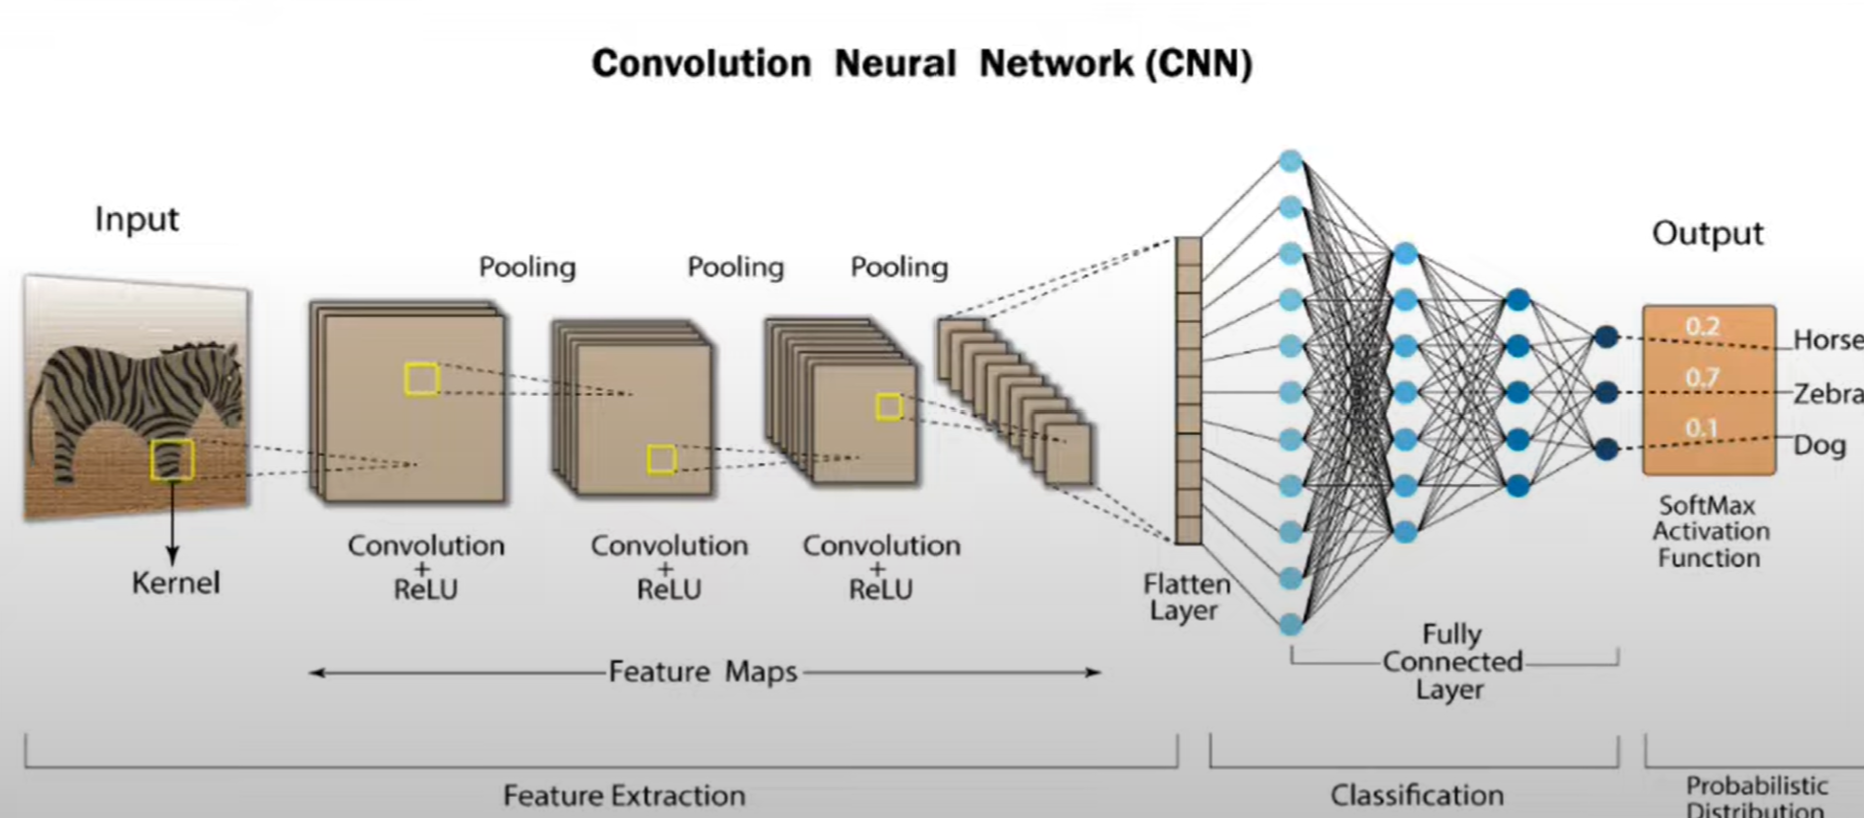 Convolution Neural Network (CNN)
Input
Pooling
Pooling
Pooling
Output
0.2
Horse
0.7
Zebra
0.1
Dog
SoftMax
Activation
Function
Kernel
Convolution
+
ReLU
Convolution
+
ReLU
Convolution
+
ReLU
Flatten
Layer
Fully
Connected
Layer
Feature Maps
Feature Extraction
Classification
Probabilistic
Distribution